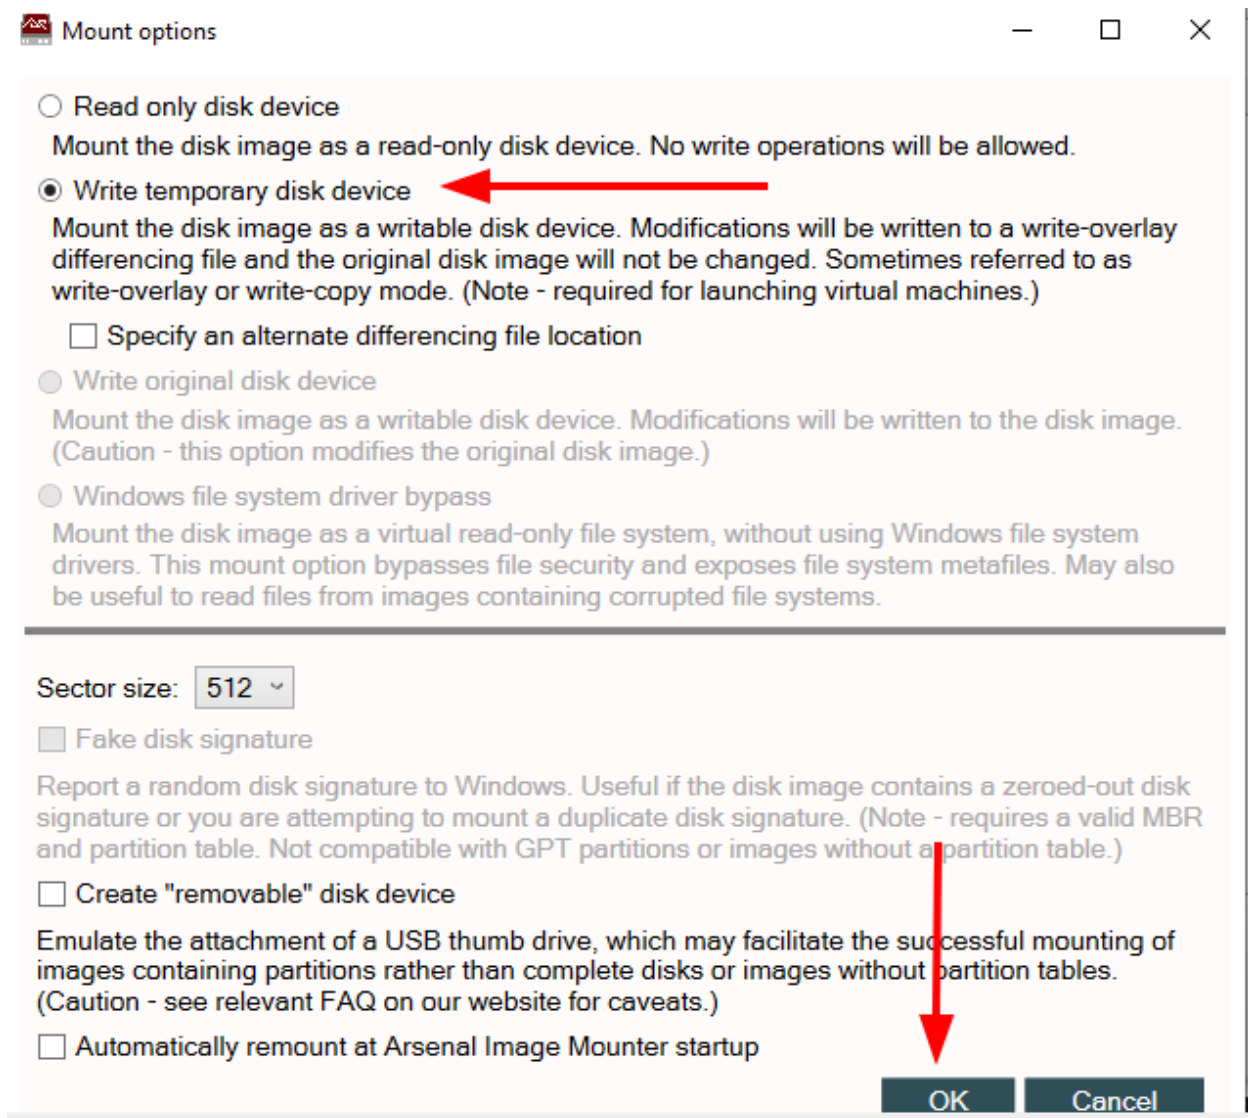 Mount options
Read only disk device
Mount the disk image as a read-only disk device. No write operations will be allowed.
Write temporary disk device
Mount the disk image as a writable disk device. Modifications will be written to a write-overlay
differencing file and the original disk image will not be changed. Sometimes referred to as
write-overlay or write-copy mode. (Note - required for launching virtual machines.)
Specify an alternate differencing file location
Write original disk device
Mount the disk image as a writable disk device. Modifications will be written to the disk image.
(Caution - this option modifies the original disk image.)
Windows file system driver bypass
Mount the disk image as a virtual read-only file system, without using Windows file system
drivers. This mount option bypasses file security and exposes file system metafiles. May also
be useful to read files from images containing corrupted file systems.
Sector size: 512
Fake disk signature
Report a random disk signature to Windows. Useful if the disk image contains a zeroed-out disk
signature or you are attempting to mount a duplicate disk signature. (Note - requires a valid MBR
and partition table. Not compatible with GPT partitions or images without a partition table.)
Create "removable" disk device
Emulate the attachment of a USB thumb drive, which may facilitate the successful mounting of
images containing partitions rather than complete disks or images without partition tables.
(Caution - see relevant FAQ on our website for caveats.)
Automatically remount at Arsenal Image Mounter startup
OK Cancel